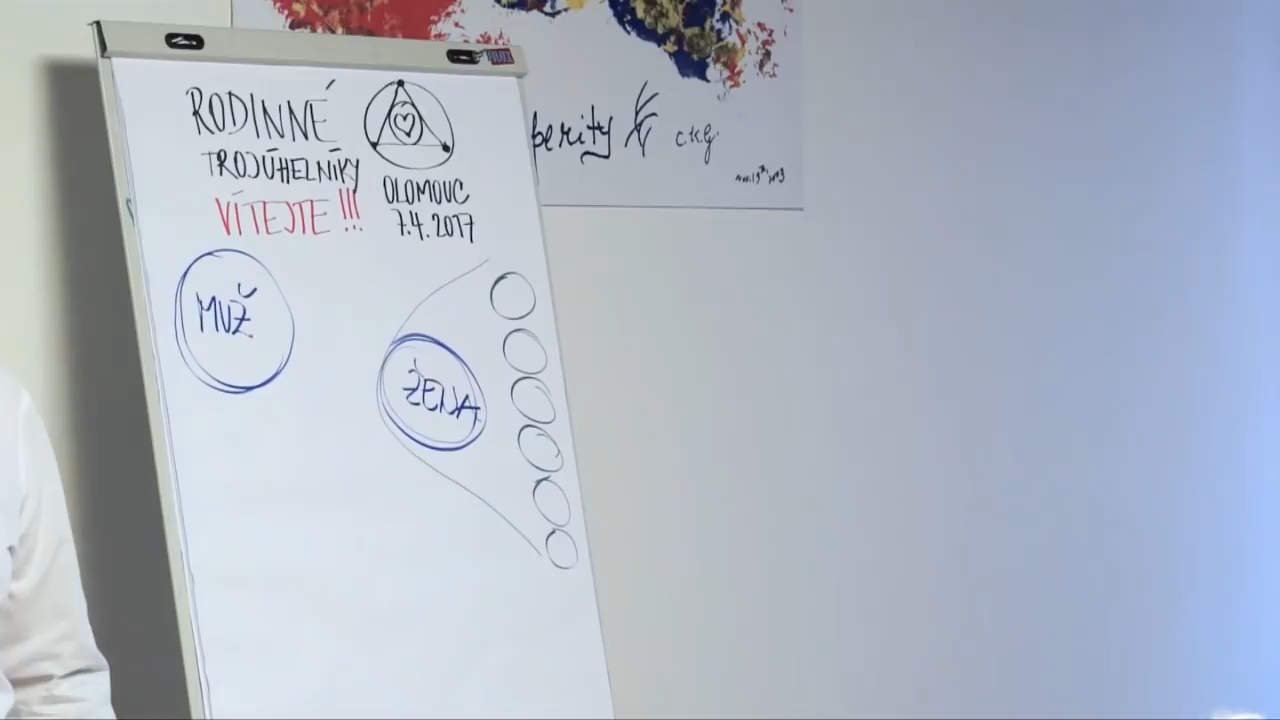 RODINNÉ
TROJÚHELNÍKY
VÍTEJTE !!!
OLOMOUC
7.4.2017
MUŽ
ŽENA
perity